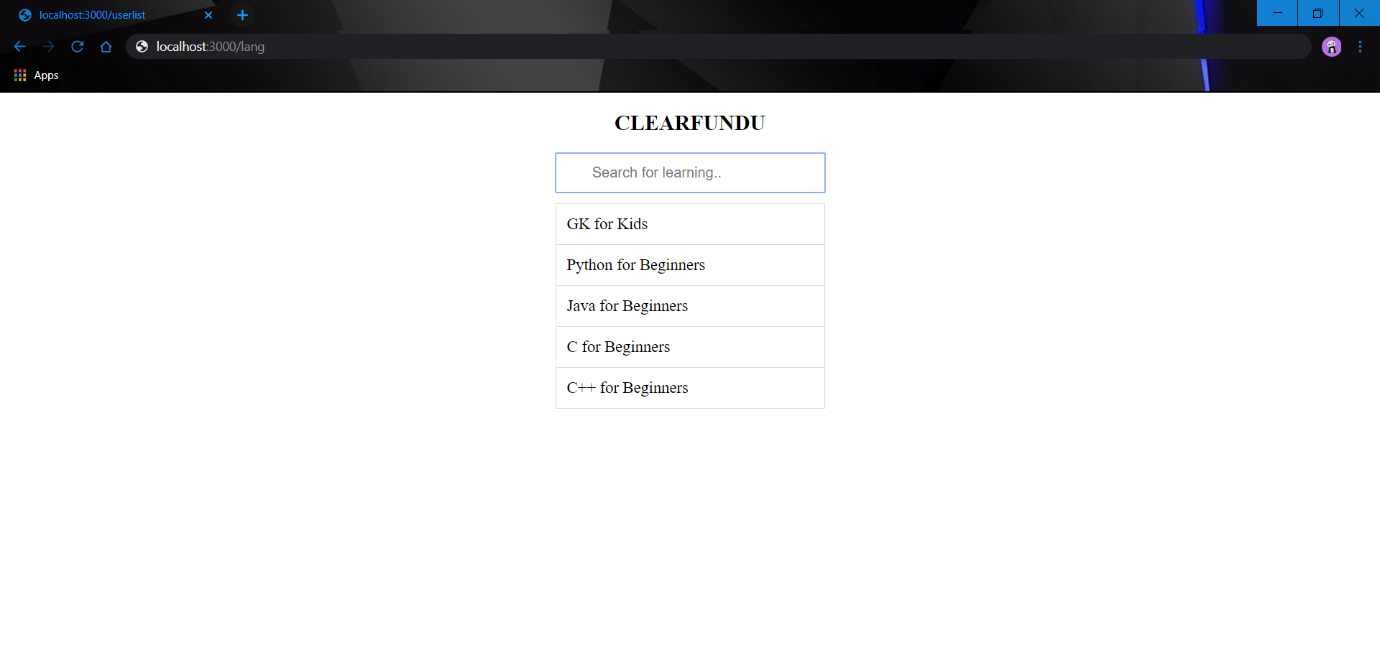 localhost:3000/userlist
localhost:3000/lang
Apps
CLEARFUNDU
Search for learning..
GK for Kids
Python for Beginners
Java for Beginners
C for Beginners
C++ for Beginners